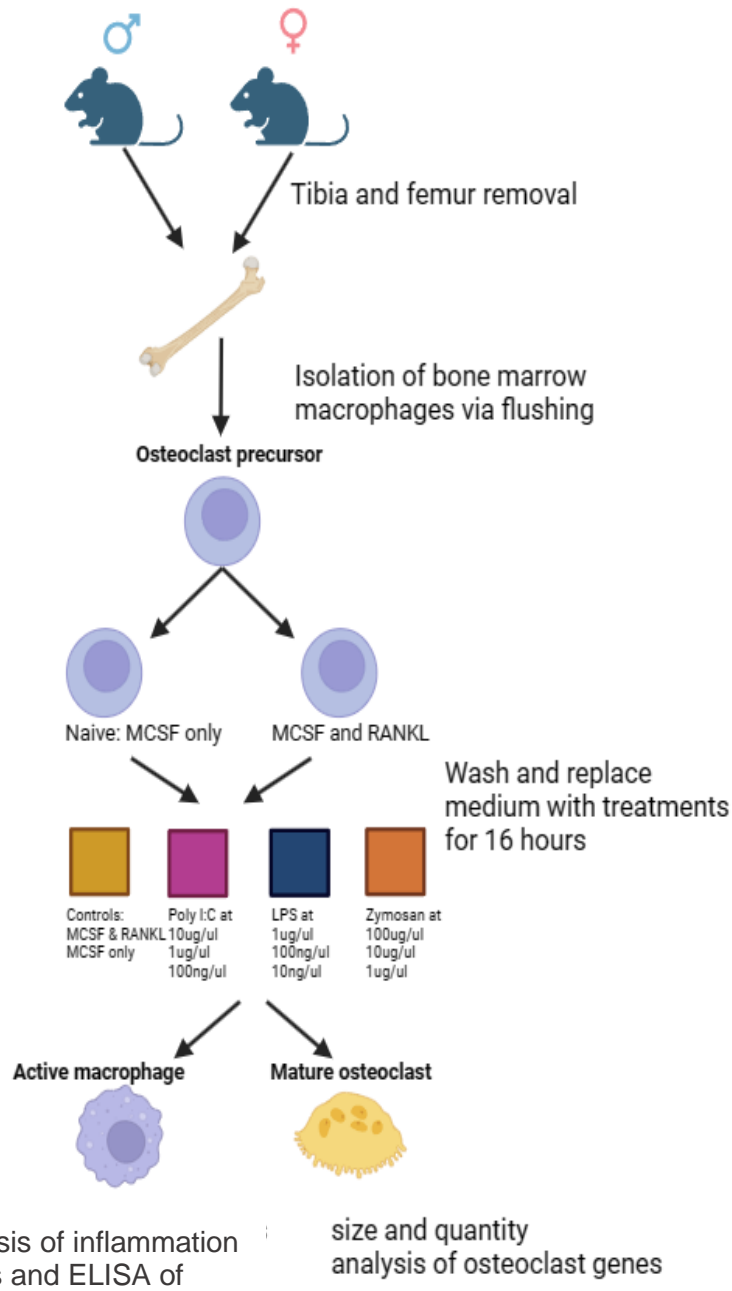 Tibia and femur removal
Isolation of bone marrow
macrophages via flushing
Osteoclast precursor
Naive: MCSF only
MCSF and RANKL
Wash and replace
medium with treatments
for 16 hours
Controls:
MCSF & RANKL
MCSF only
Poly I:C at
10ug/ul
1ug/ul
100ng/ul
LPS at
1ug/ul
100ng/ul
10ng/ul
Zymosan at
100ug/ul
10ug/ul
1ug/ul
Active macrophage
Mature osteoclast
of inflammation
and ELISA of
size and quantity
analysis of osteoclast genes